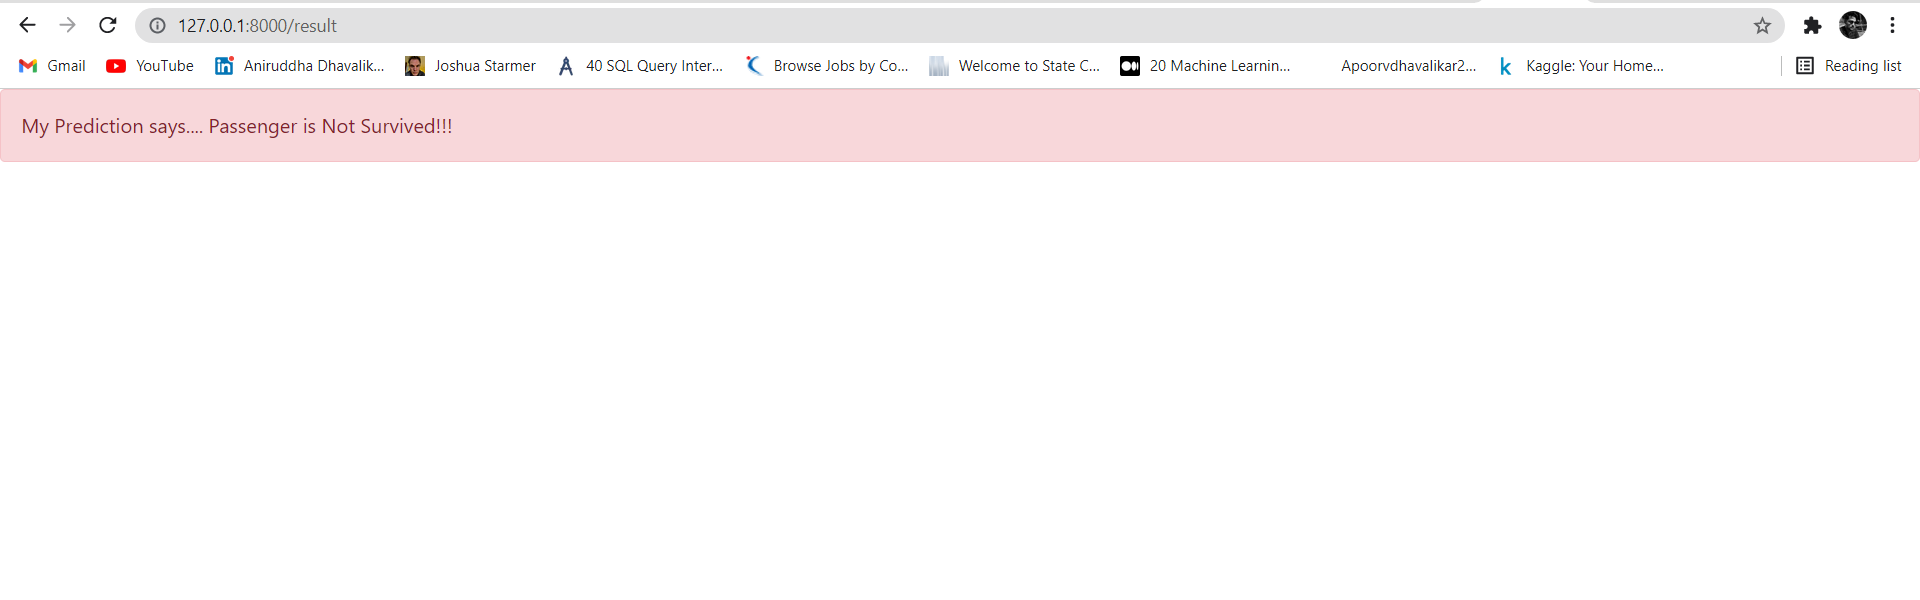 127.0.0.1:8000/result
Gmail YouTube Aniruddha Dhavalik... Joshua Starmer 40 SQL Query Inter... Browse Jobs by Co... Welcome to State C... 20 Machine Learnin... Apoorvdhavalikar2... Kaggle: Your Home... Reading list
My Prediction says.... Passenger is Not Survived!!!